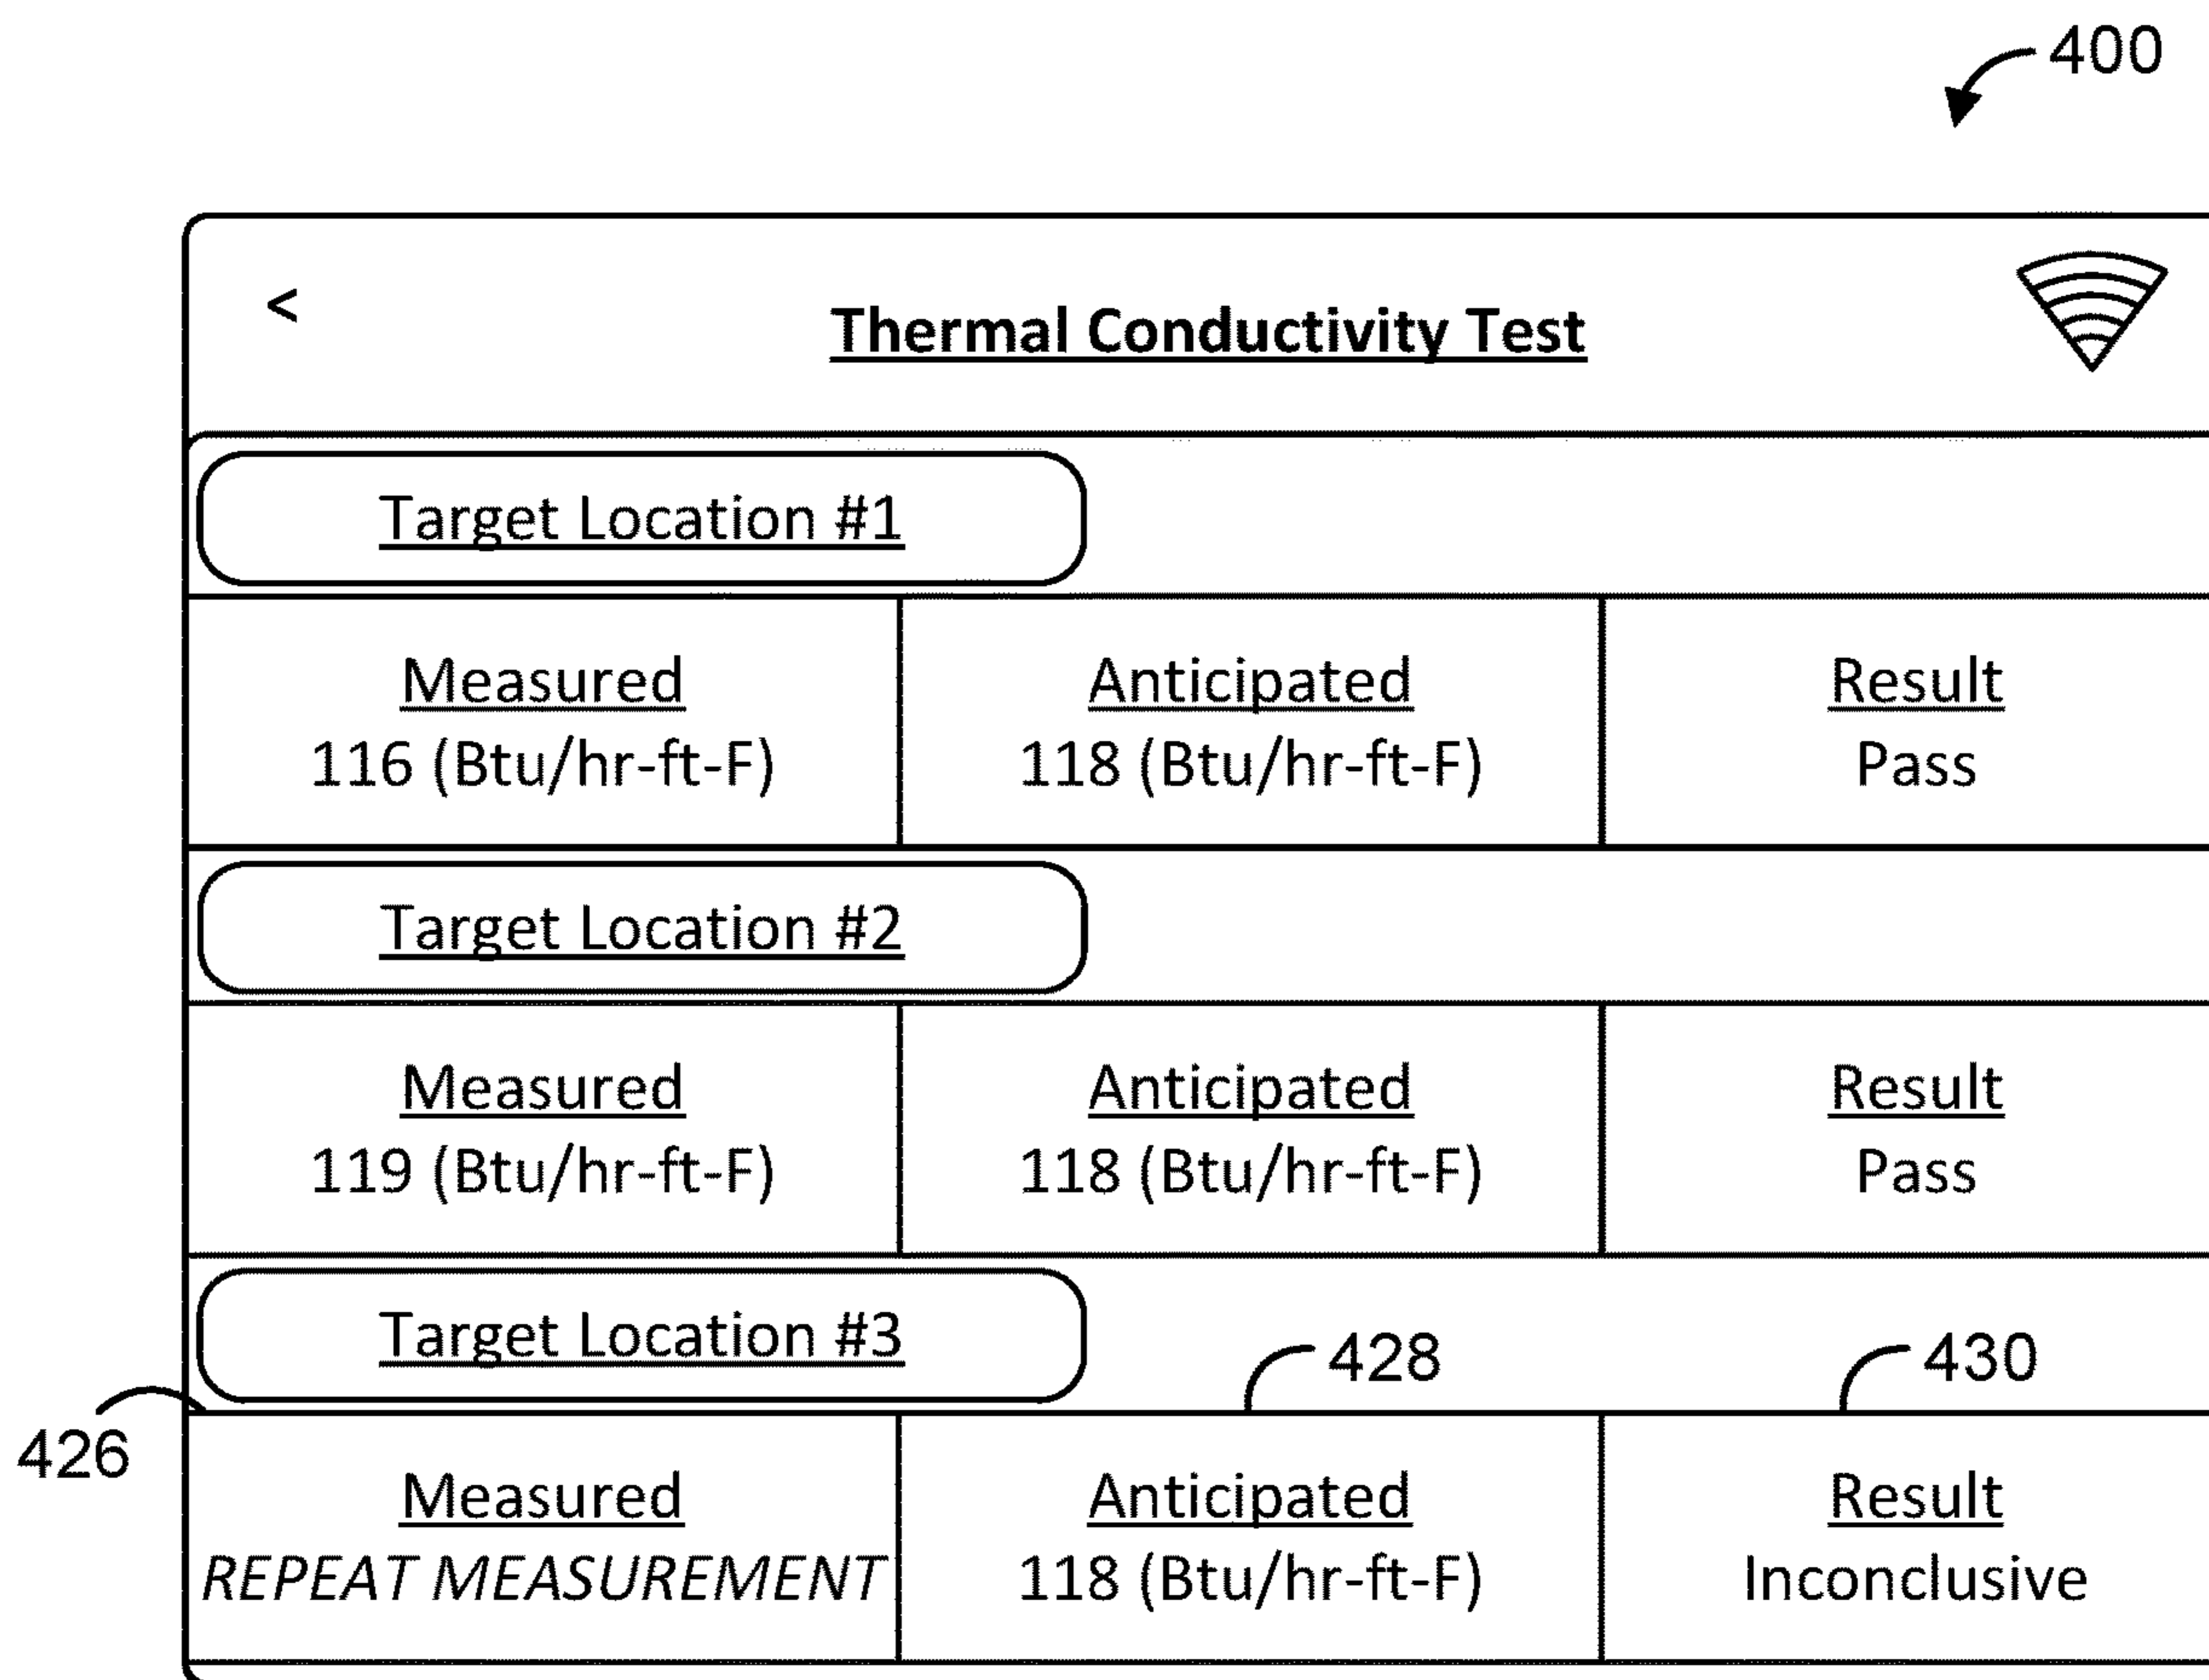 400
<
Thermal Conductivity Test
Target Location #1
Measured Anticipated Result
116 (Btu/hr-ft-F) 118 (Btu/hr-ft-F) Pass
Target Location #2
Measured Anticipated Result
119 (Btu/hr-ft-F) 118 (Btu/hr-ft-F) Pass
Target Location #3
428 430
426
Measured Anticipated Result
REPEAT MEASUREMENT 118 (Btu/hr-ft-F) Inconclusive